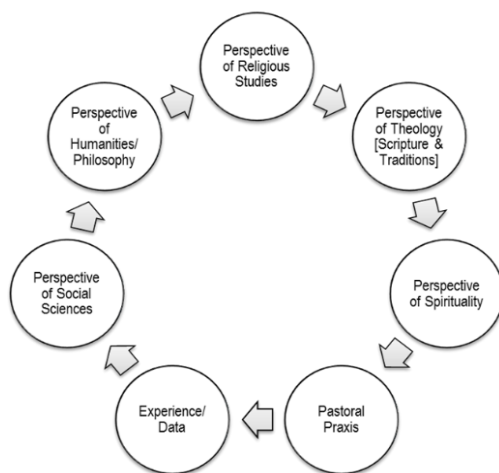 Perspective
of Religious
Studies
Perspective
of Theology
[Scripture &
Traditions]
Perspective
of Spirituality
Pastoral
Praxis
Experience/
Data
Perspective
of Social
Sciences
Perspective
of
Humanities/
Philosophy